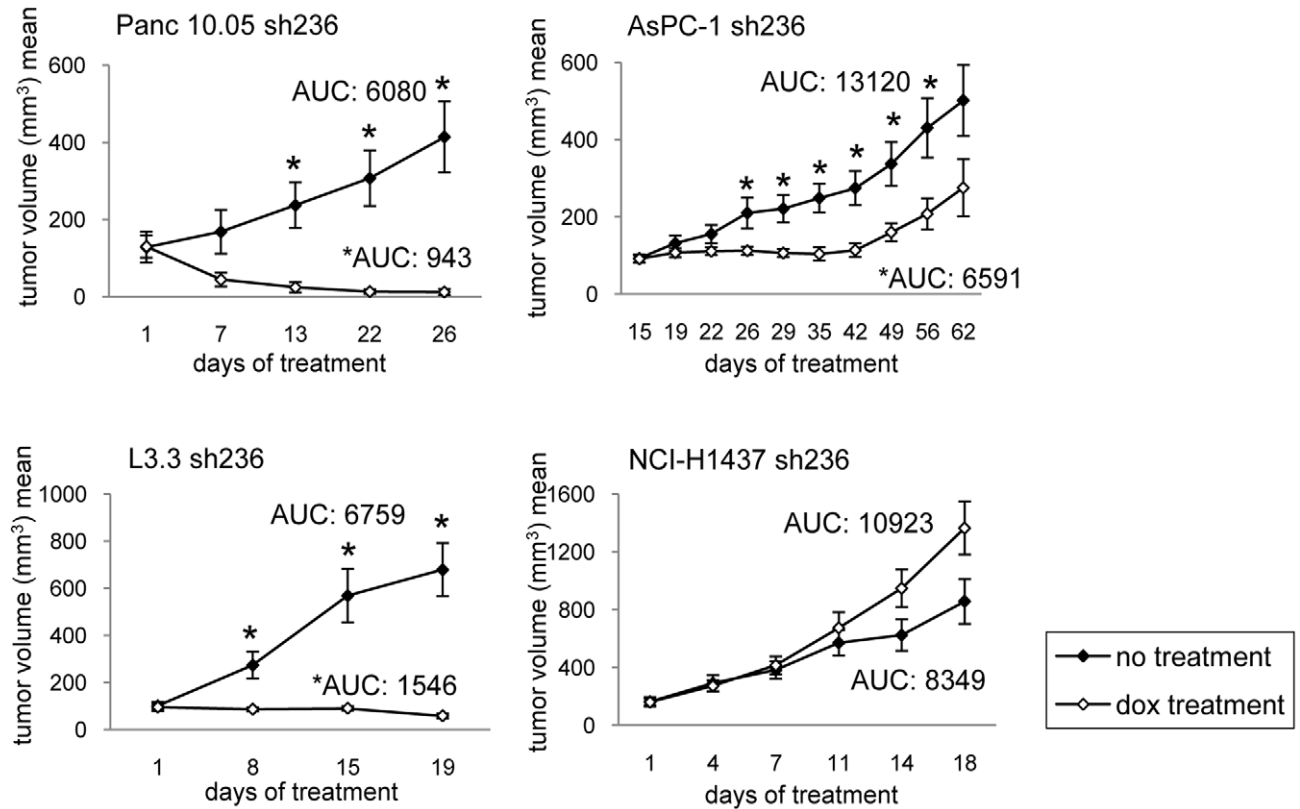 Panc 10.05 sh236
tumor volume (mm³) mean
600
400
200
0
AUC: 6080
* * *
*AUC: 943
1 7 13 22 26
days of treatment
AsPC-1 sh236
tumor volume (mm³) mean
600
400
200
0
AUC: 13120
* * * * * *
*AUC: 6591
15 19 22 26 29 35 42 49 56 62
days of treatment
L3.3 sh236
tumor volume (mm³) mean
1000
800
600
400
200
0
AUC: 6759
* * *
*AUC: 1546
1 8 15 19
days of treatment
NCI-H1437 sh236
tumor volume (mm³) mean
1600
1200
800
400
0
AUC: 10923
AUC: 8349
1 4 7 11 14 18
days of treatment
no treatment
dox treatment